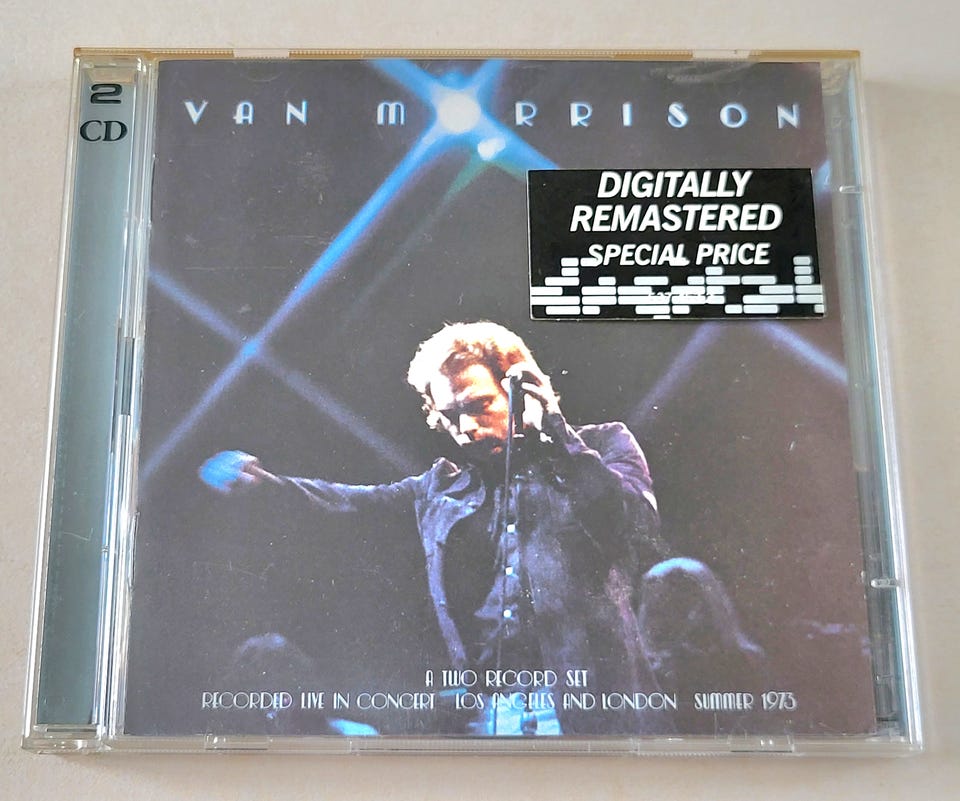 2
CD
VAN MORRISON
DIGITALLY
REMASTERED
SPECIAL PRICE
A TWO RECORD SET
RECORDED LIVE IN CONCERT LOS ANGELES AND LONDON SUMMER 1973